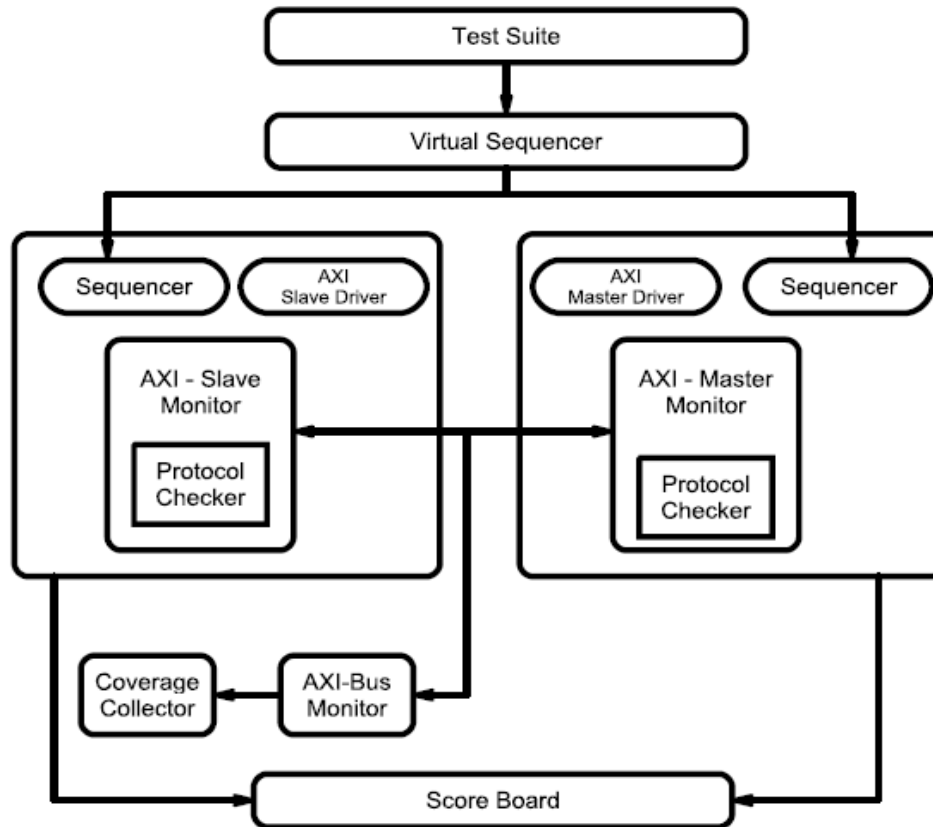 Test Suite
Virtual Sequencer
Sequencer
AXI
Slave Driver
AXI
Master Driver
Sequencer
AXI - Slave
Monitor
Protocol
Checker
AXI - Master
Monitor
Protocol
Checker
Coverage
Collector
AXI-Bus
Monitor
Score Board